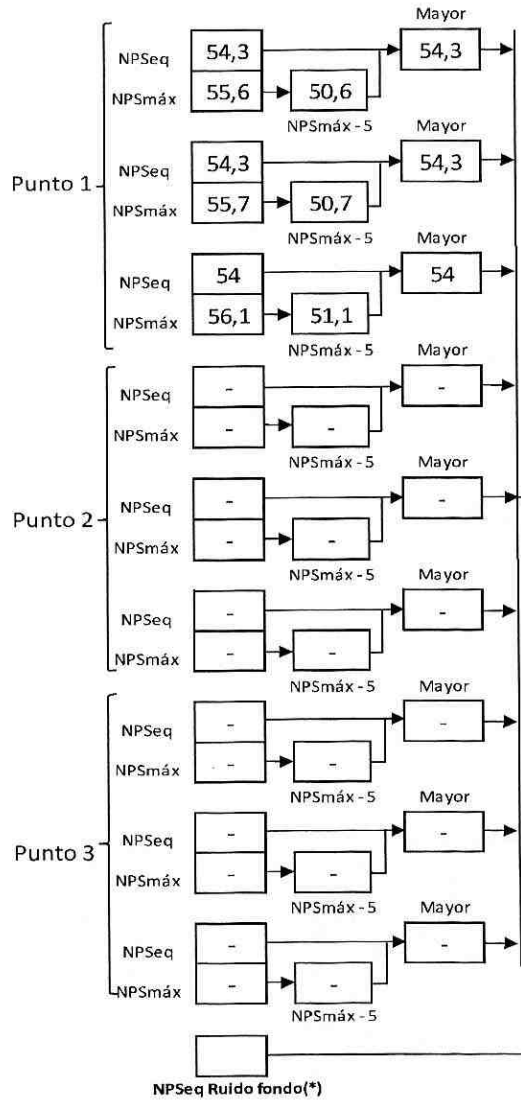 Mayor
NPSeq 54,3 54,3
NPSmáx 55,6 50,6
NPSmáx - 5
Mayor
NPSeq 54,3 54,3
Punto 1
NPSmáx 55,7 50,7
NPSmáx - 5
Mayor
NPSeq 54 54
NPSmáx 56,1 51,1
NPSmáx - 5
Mayor
NPSeq - -
NPSmáx - -
NPSmáx - 5
Mayor
NPSeq - -
Punto 2
NPSmáx - -
NPSmáx - 5
Mayor
NPSeq - -
NPSmáx - -
NPSmáx - 5
Mayor
NPSeq - -
NPSmáx - -
NPSmáx - 5
Mayor
NPSeq - -
Punto 3
NPSmáx - -
NPSmáx - 5
Mayor
NPSeq - -
NPSmáx - -
NPSmáx - 5
NPSeq Ruido fondo(*)